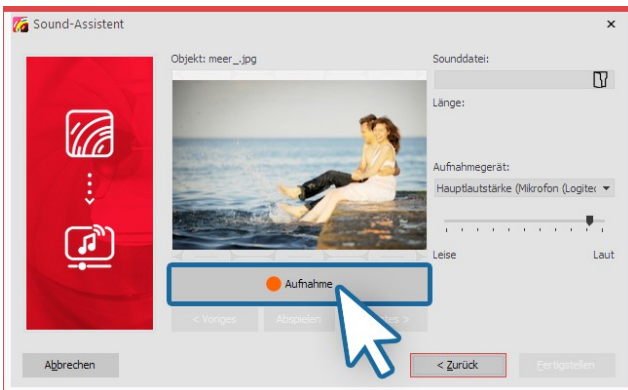 Sound-Assistent
Objekt: meer_.jpg
Sounddatei:
Länge:
Aufnahmegerät:
Hauptlautstärke (Mikrofon (Logitec
Leise Laut
Aufnahme
< Voriges Abspielen
Abbrechen < Zurück Fertigstellen